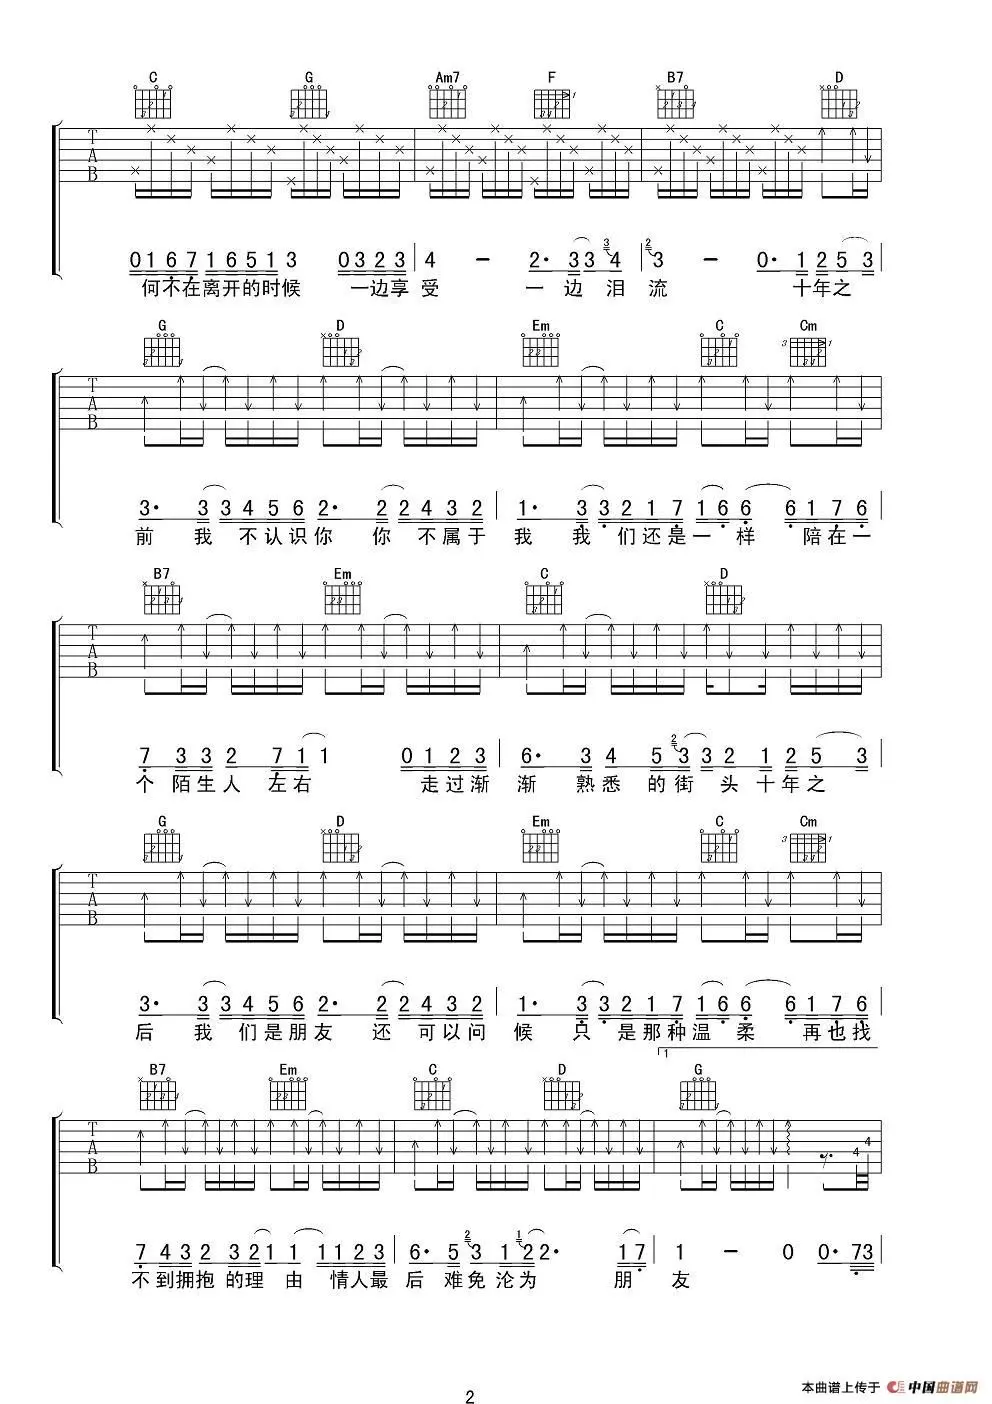 C G Am7 F B7 D
T A B
0 1 6 7 1 6 5 1 3 0 3 2 3 4 - 2· 3 3 4 3 - 0· 1 2 5 3
何不在离开的时候 一边享受 一边泪流 十年之
G D Em C Cm
T A B
3· 3 3 4 5 6 2· 2 2 4 3 2 1· 3 3 2 1 7 1 6 6 6 1 7 6
前 我 不认识你 你 不属于 我 我们还是一样 陪在一
B7 Em C D
T A B
7 3 3 2 7 1 1 0 1 2 3 6· 3 4 5 3 3 2 1 2 5 3
个陌生人 左右 走过渐 渐 熟悉 的街 头十年之
G D Em C Cm
T A B
3· 3 3 4 5 6 2· 2 2 4 3 2 1· 3 3 2 1 7 1 6 6 6 1 7 6
后 我 们是朋友 还 可以问 候 只是那种温柔 再也找
1
B7 Em C D G
T A B
4 4
7 4 3 2 3 2 1 1 1 1 2 3 6· 5 3 1 2 2· 1 7 1 - 0 0· 7 3
不到拥抱 的理由 情人最 后 难免 沦为 朋 友
2
本曲谱上传于 中国曲谱网